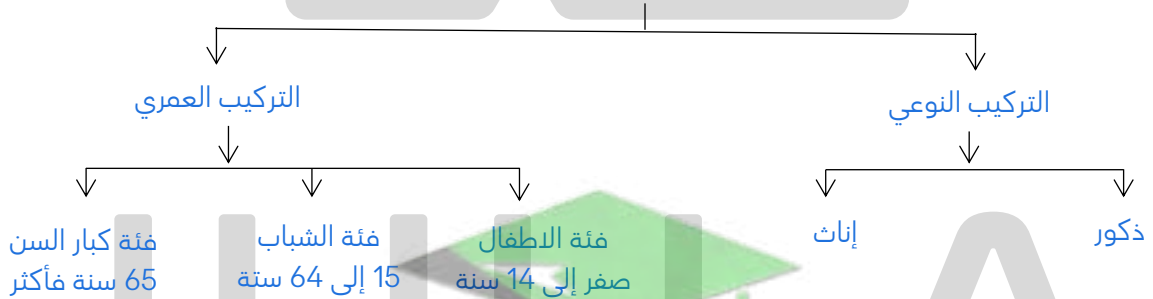 التركيب النوعي
التركيب العمري
ذكور
إناث
فئة الاطفال
صفر إلى 14 سنة
فئة الشباب
15 إلى 64 ستة
فئة كبار السن
65 سنة فأكثر